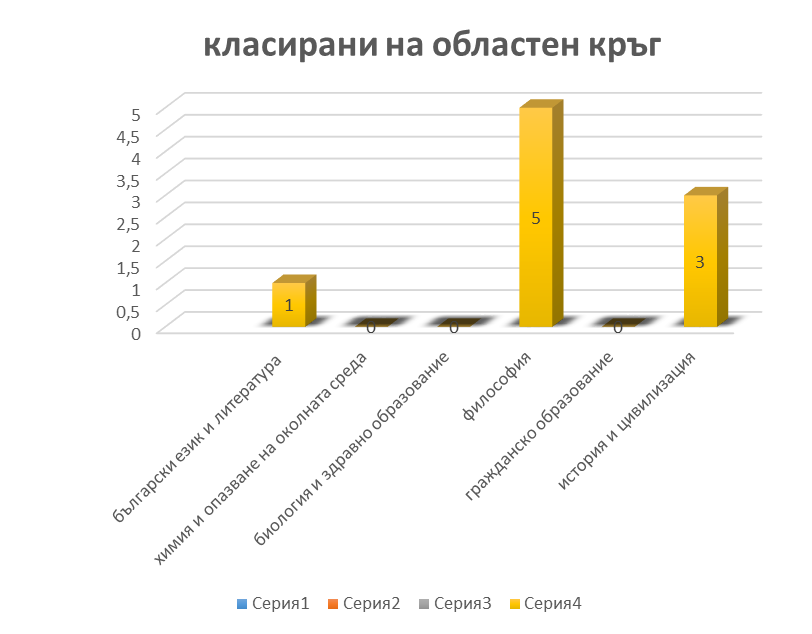 класирани на областен кръг
5
4,5
4
3,5
3
2,5
2
1,5
1
0,5
0
1
0
0
5
0
3
български език и литература
химия и опазване на околната среда
биология и здравно образование
философия
гражданско образование
история и цивилизация
Серия1 Серия2 Серия3 Серия4